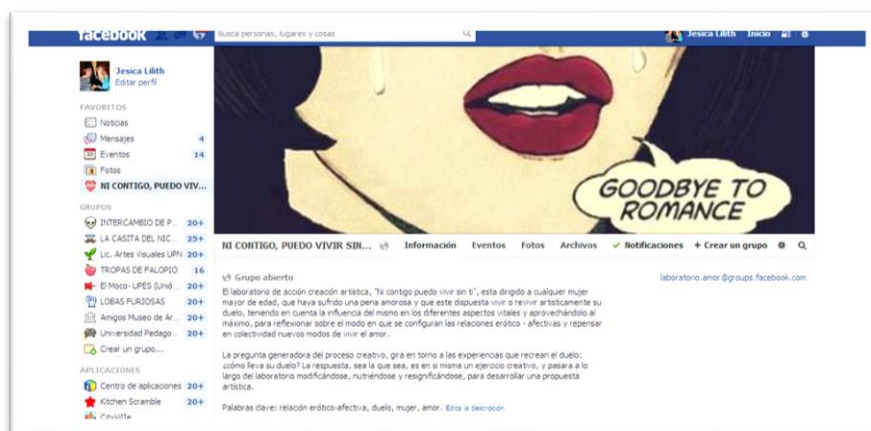 facebook
Busca personas, lugares y cosas
Jesica Lilith Inicio
Jesica Lilith
Editar perfil
FAVORITOS
Noticias
Mensajes 4
Eventos 14
Fotos
NI CONTIGO, PUEDO VIV...
GRUPOS
INTERCAMBIO DE P... 20+
LA CASITA DEL NIC... 25+
Lic. Artes Visuales UPN 20+
TROPAS DE FALOPIO 16
El Moco- UPES (Unió... 20+
LOBAS FURIOSAS 20+
Amigos Museo de Ar... 20+
Universidad Pedago... 20+
Crear un grupo...
APLICACIONES
Centro de aplicaciones 20+
Kitchen Scramble 20+
CityVille
GOODBYE TO
ROMANCE
NI CONTIGO, PUEDO VIVIR SIN... Información Eventos Fotos Archivos Notificaciones + Crear un grupo
Grupo abierto
laboratorio.amor@groups.facebook.com
El laboratorio de acción creación artística, "Ni contigo puedo vivir sin ti", esta dirigido a cualquier mujer
mayor de edad, que haya sufrido una pena amorosa y que este dispuesta vivir o revivir artisticamente su
duelo, teniendo en cuenta la influencia del mismo en los diferentes aspectos vitales y aprovechándolo al
máximo, para reflexionar sobre el modo en que se configuran las relaciones erótico - afectivas y repensar
en colectividad nuevos modos de vivir el amor.
La pregunta generadora del proceso creativo, gira en torno a las experiencias que recrean el duelo:
¿cómo lleva su duelo? La respuesta, sea la que sea, es en si misma un ejercicio creativo, y pasara a lo
largo del laboratorio modificándose, nutriéndose y resignificándose, para desarrollar una propuesta
artística.
Palabras clave: relación erótico-afectiva, duelo, mujer, amor. Edita la descripción